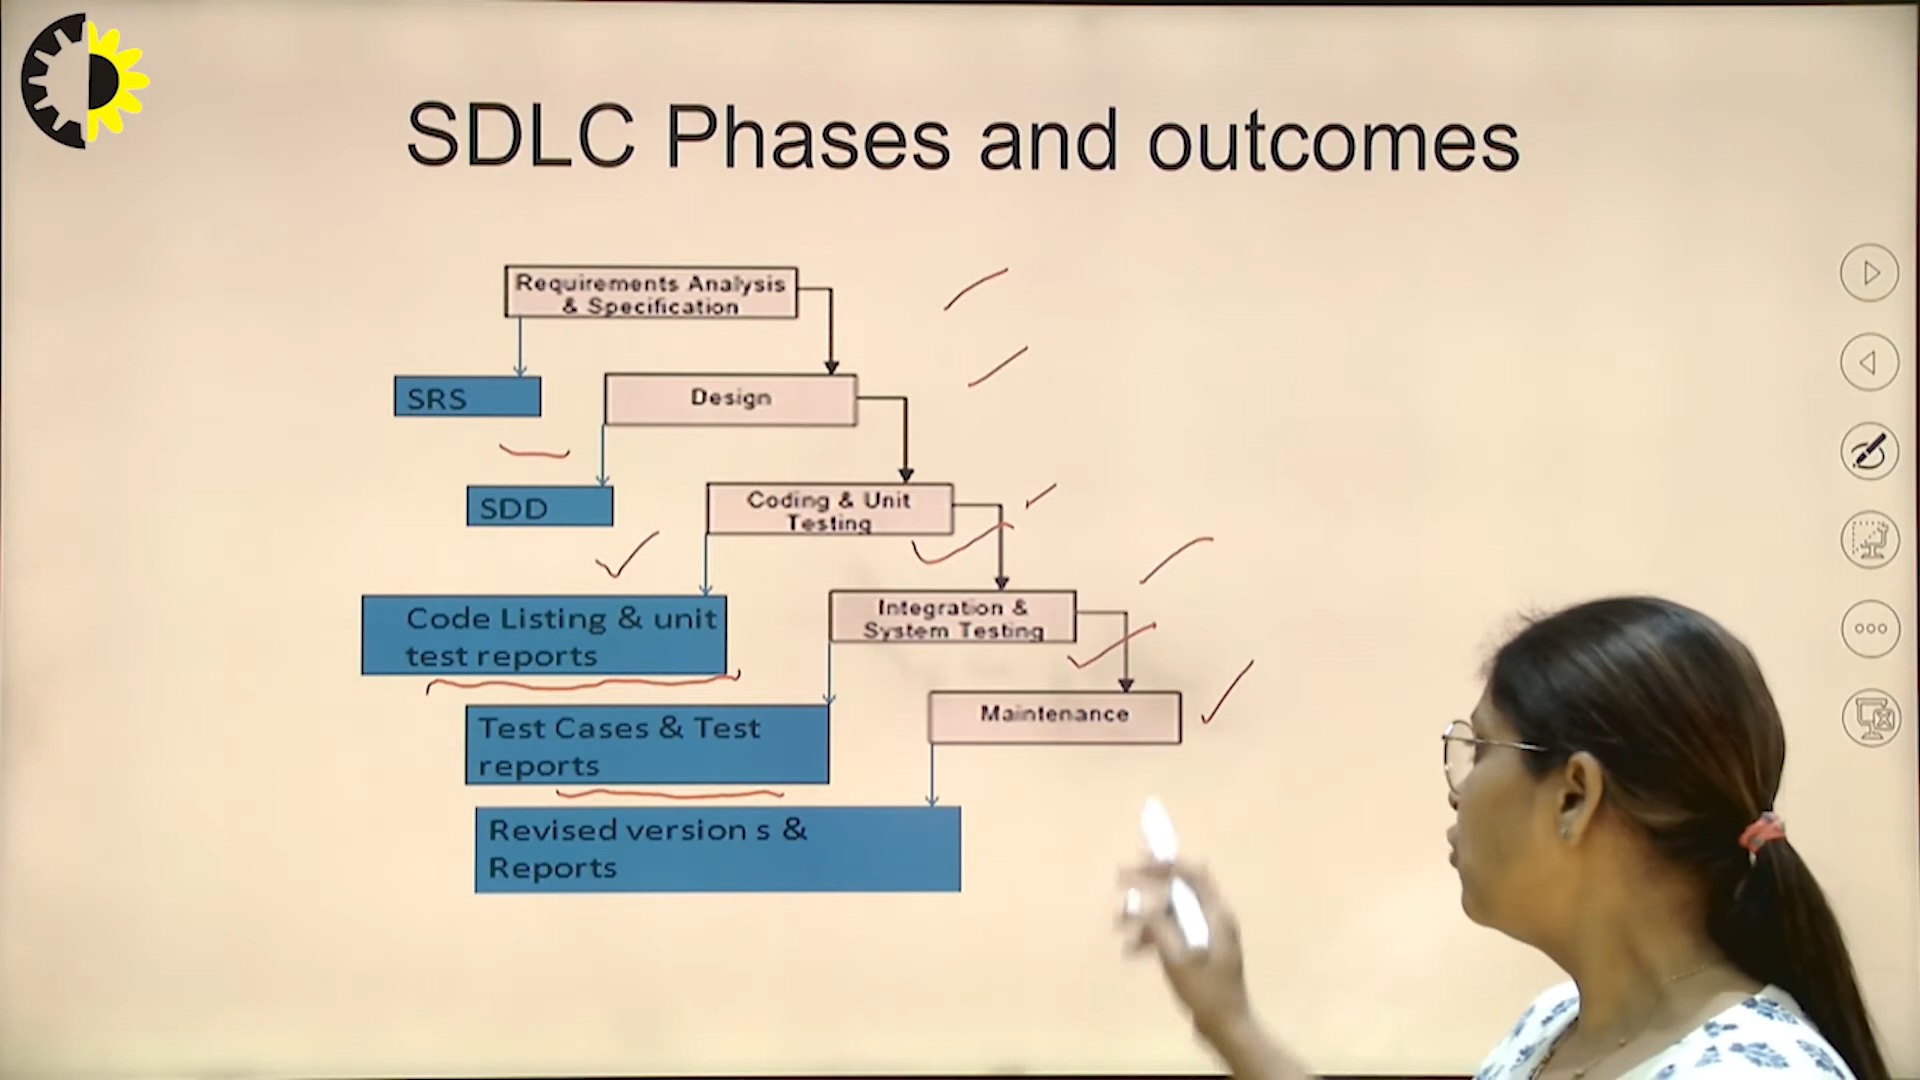 SDLC Phases and outcomes
Requirements Analysis
& Specification
SRS
Design
SDD
Coding & Unit
Testing
Code Listing & unit
test reports
Integration &
System Testing
Test Cases & Test
reports
Maintenance
Revised version s &
Reports